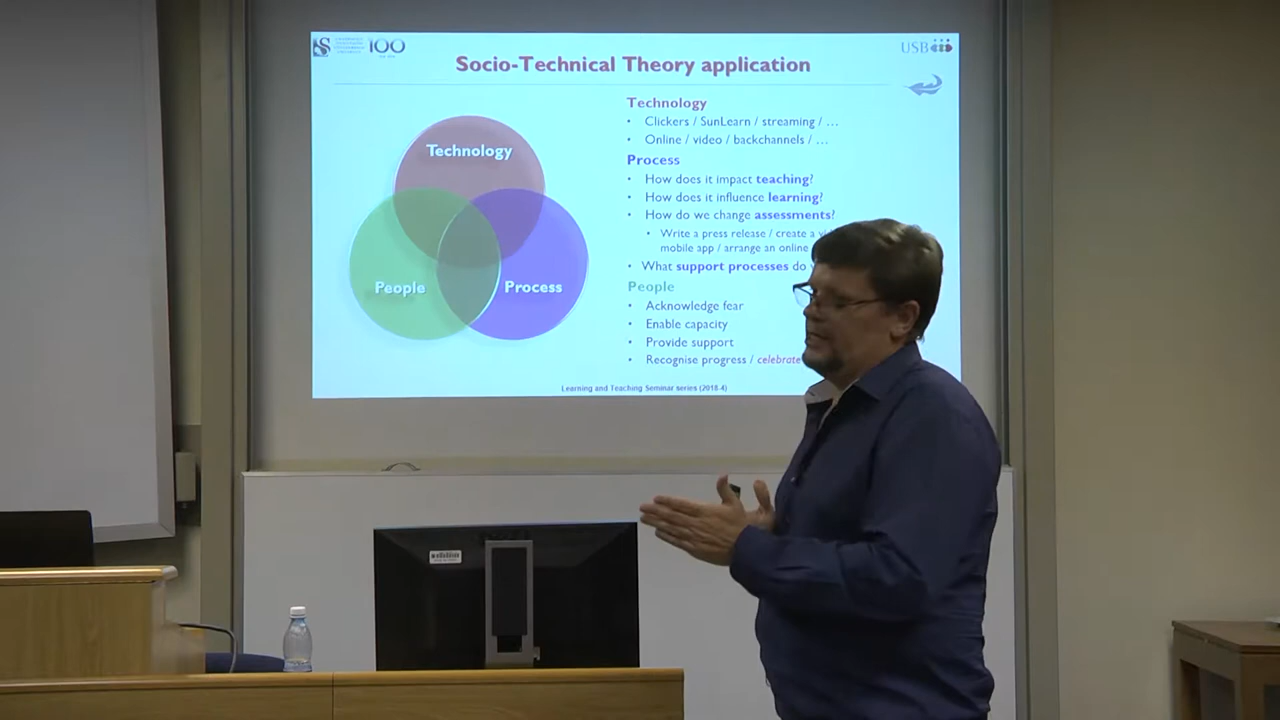 100
USB
Socio-Technical Theory application
Technology
People
Process
Technology
• Clickers / SunLearn / streaming / …
• Online / video / backchannels / …
Process
• How does it impact teaching?
• How does it influence learning?
• How do we change assessments?
• Write a press release / create a
mobile app / arrange an online
• What support processes do
People
• Acknowledge fear
• Enable capacity
• Provide support
• Recognise progress / celebrate
Learning and Teaching Seminar series (2018-4)